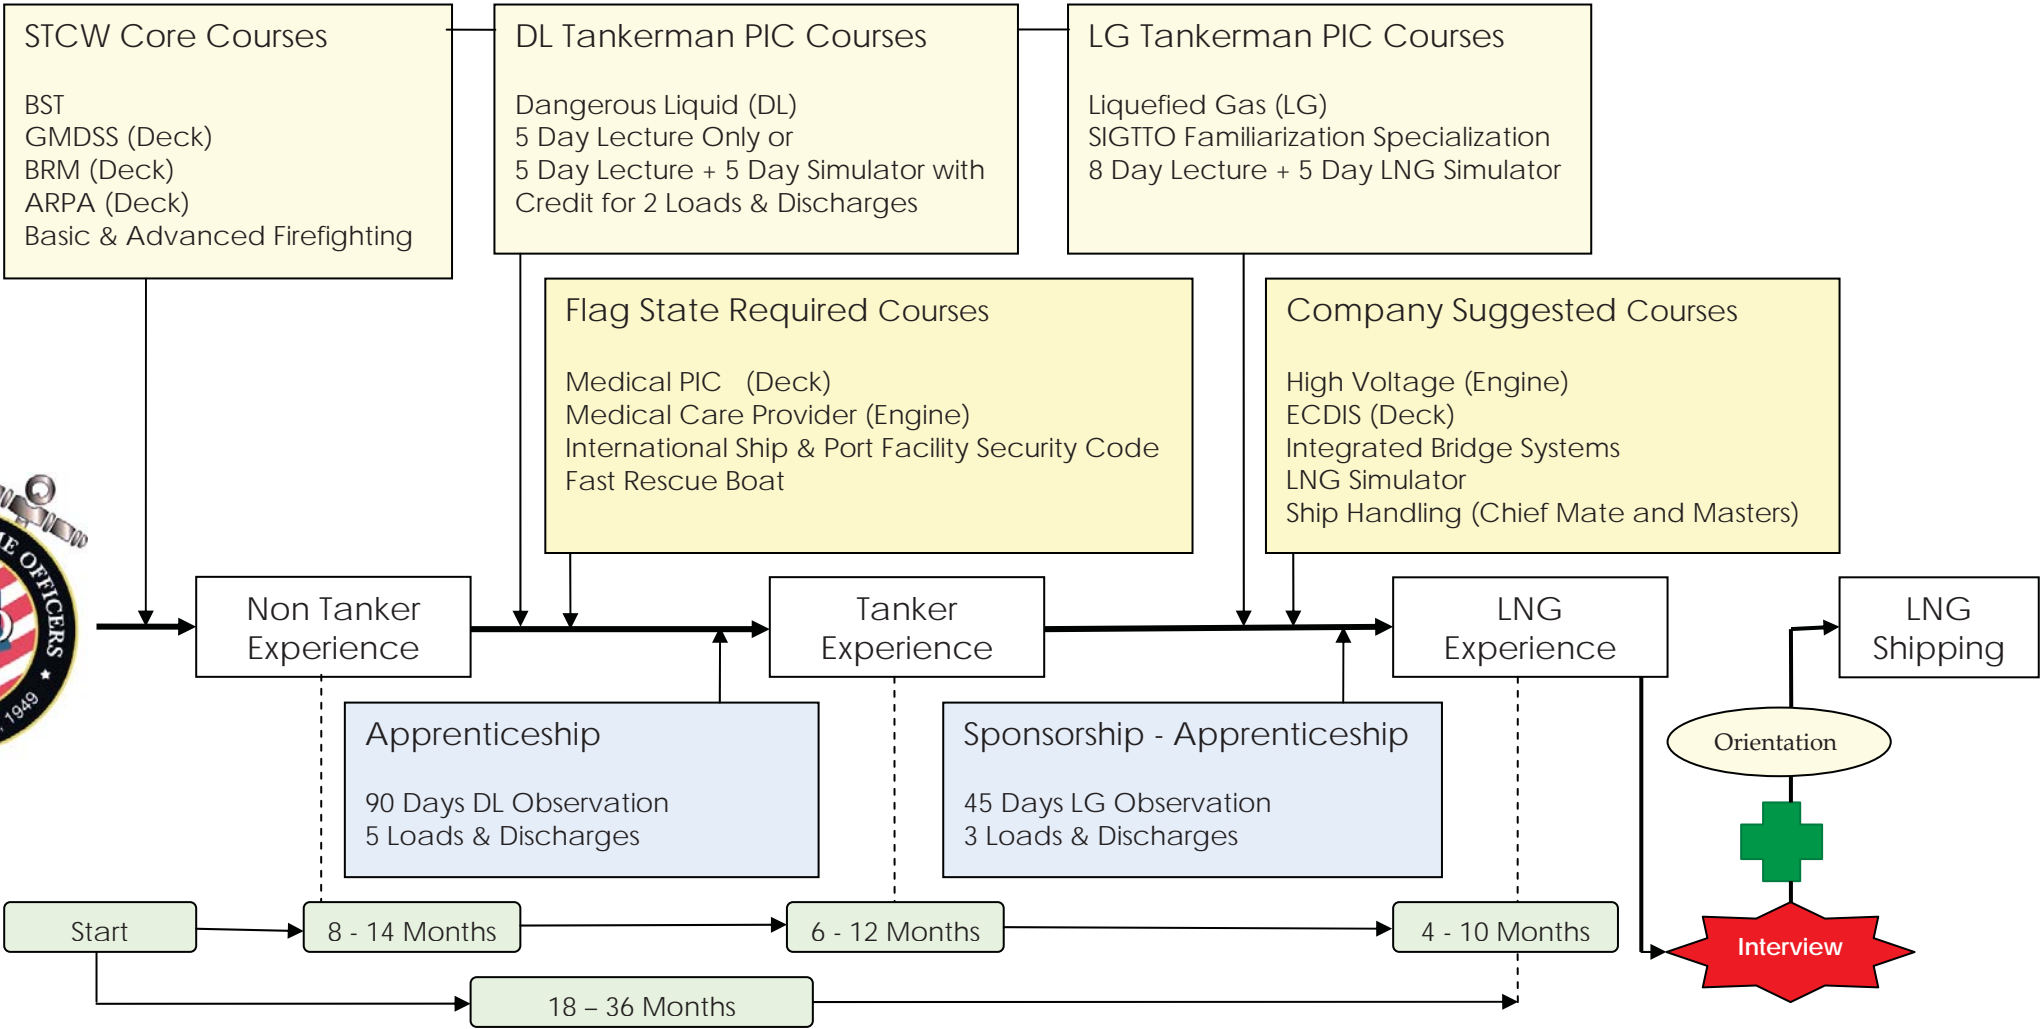 STCW Core Courses
BST
GMDSS (Deck)
BRM (Deck)
ARPA (Deck)
Basic & Advanced Firefighting
DL Tankerman PIC Courses
Dangerous Liquid (DL)
5 Day Lecture Only or
5 Day Lecture + 5 Day Simulator with
Credit for 2 Loads & Discharges
LG Tankerman PIC Courses
Liquefied Gas (LG)
SIGTTO Familiarization Specialization
8 Day Lecture + 5 Day LNG Simulator
Flag State Required Courses
Medical PIC (Deck)
Medical Care Provider (Engine)
International Ship & Port Facility Security Code
Fast Rescue Boat
Company Suggested Courses
High Voltage (Engine)
ECDIS (Deck)
Integrated Bridge Systems
LNG Simulator
Ship Handling (Chief Mate and Masters)
OFFICERS
1949
Non Tanker
Experience
Tanker
Experience
LNG
Experience
LNG
Shipping
Apprenticeship
90 Days DL Observation
5 Loads & Discharges
Sponsorship - Apprenticeship
45 Days LG Observation
3 Loads & Discharges
Orientation
Start
8 - 14 Months
6 - 12 Months
4 - 10 Months
Interview
18 – 36 Months